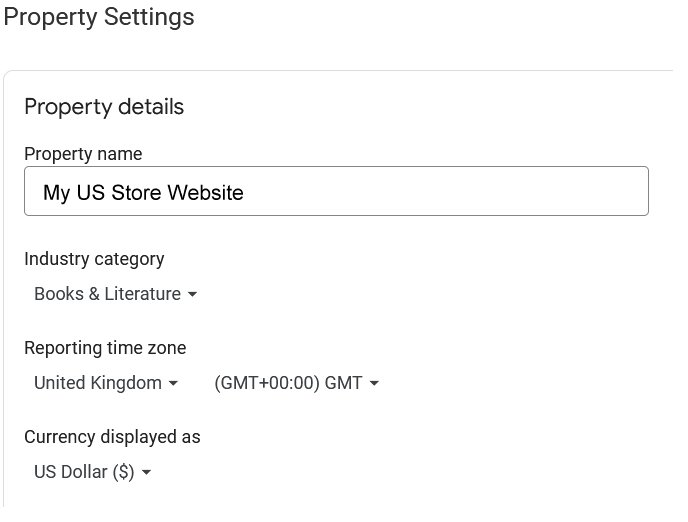 Property Settings
Property details
Property name
My US Store Website
Industry category
Books & Literature
Reporting time zone
United Kingdom (GMT+00:00) GMT
Currency displayed as
US Dollar ($)